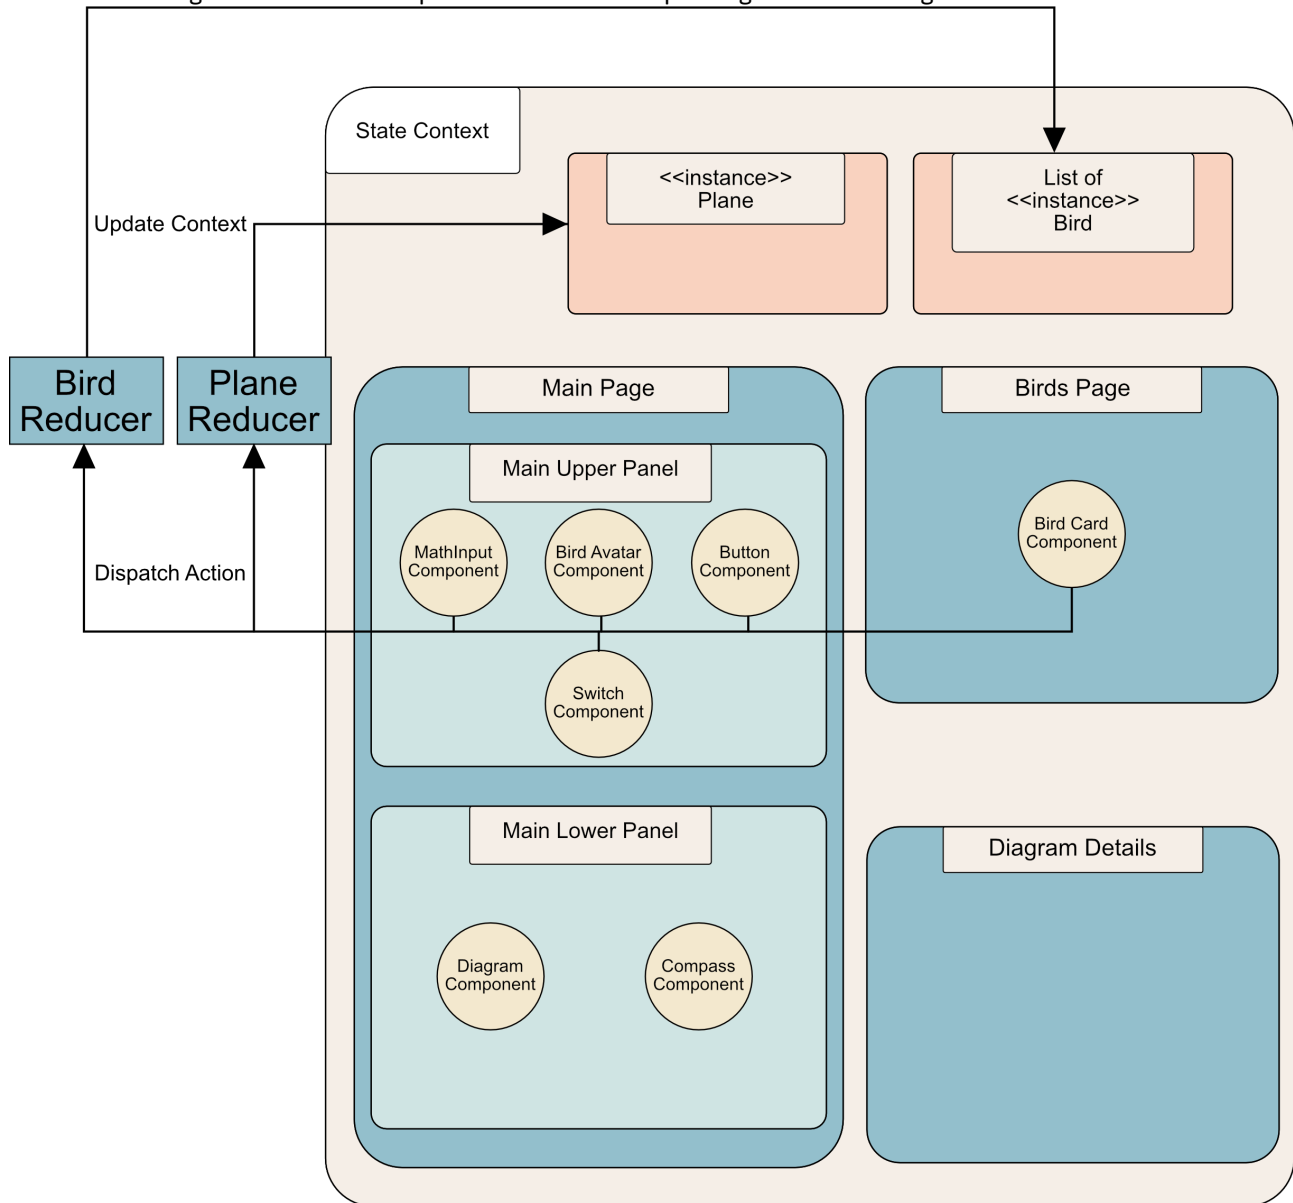 State Context
<<instance>>
Plane
List of
<<instance>>
Bird
Update Context
Bird
Reducer
Plane
Reducer
Main Page
Birds Page
Main Upper Panel
MathInput
Component
Bird Avatar
Component
Button
Component
Bird Card
Component
Dispatch Action
Switch
Component
Main Lower Panel
Diagram Details
Diagram
Component
Compass
Component